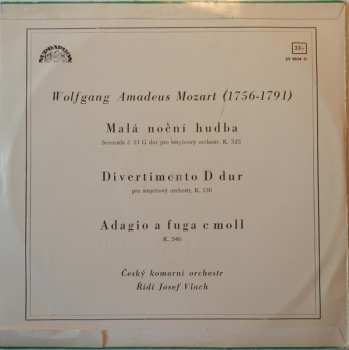 SUPRAPHON
33○
Wolfgang Amadeus Mozart (1756-1791)
Malá noční hudba
Serenáda č. 13 G dur pro smyčcový orchestr, K. 525
Divertimento D dur
pro smyčcový orchestr, K. 136
Adagio a fuga c moll
K. 546
Český komorní orchestr
Řídí Josef Vlach